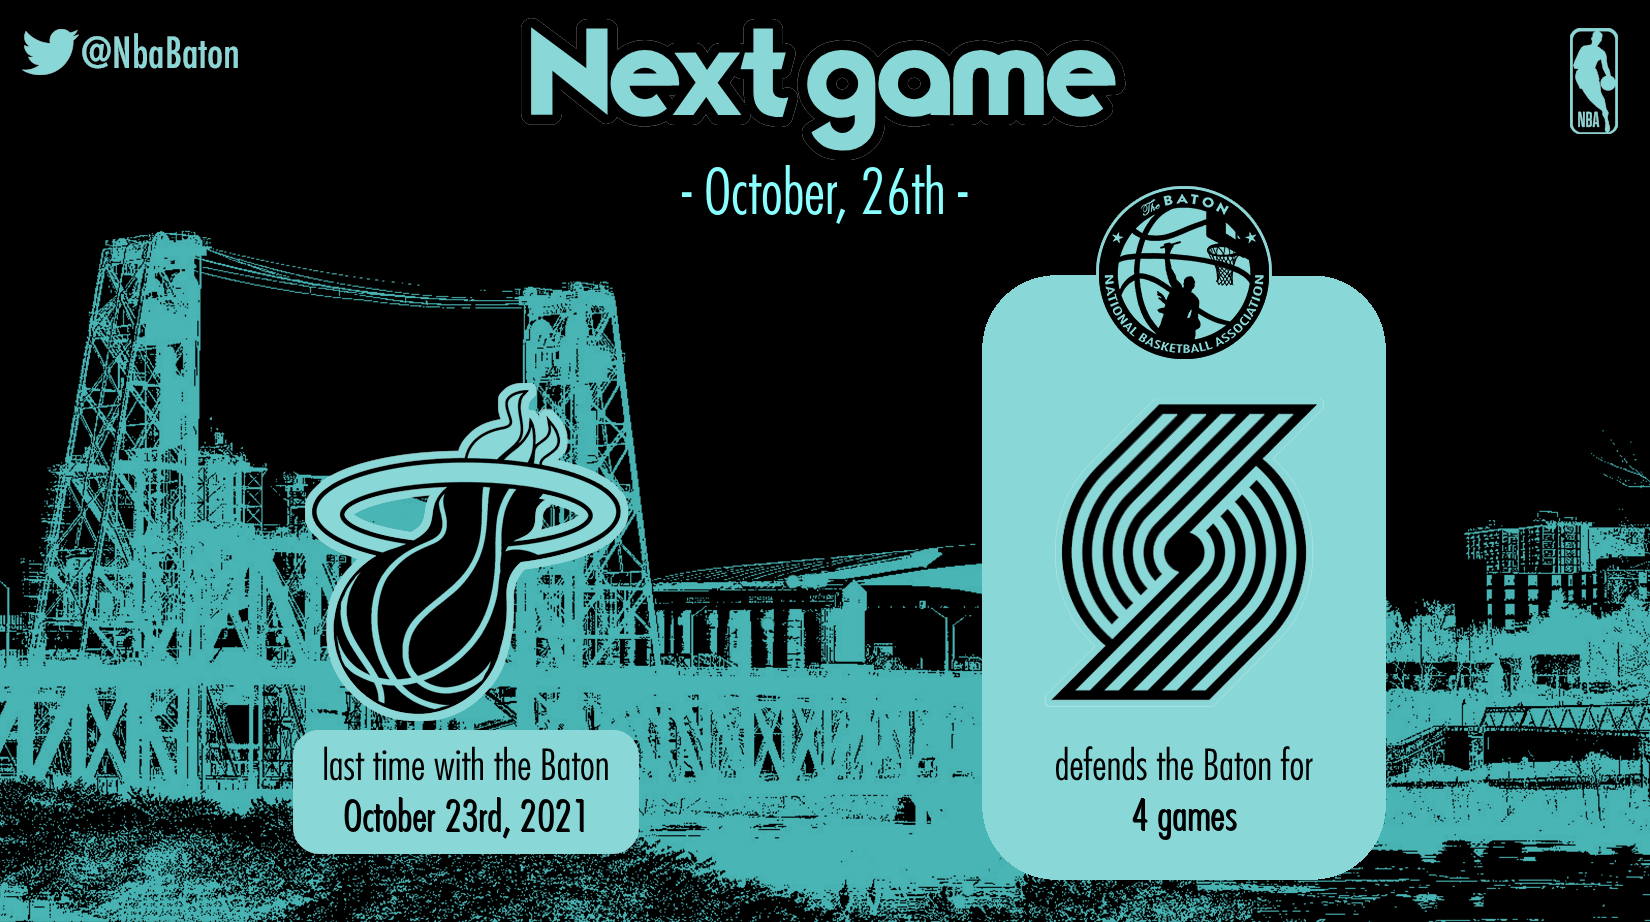 @NbaBaton
Next game
NBA
- October, 26th -
The BATON
NATIONAL BASKETBALL ASSOCIATION
last time with the Baton
October 23rd, 2021
defends the Baton for
4 games